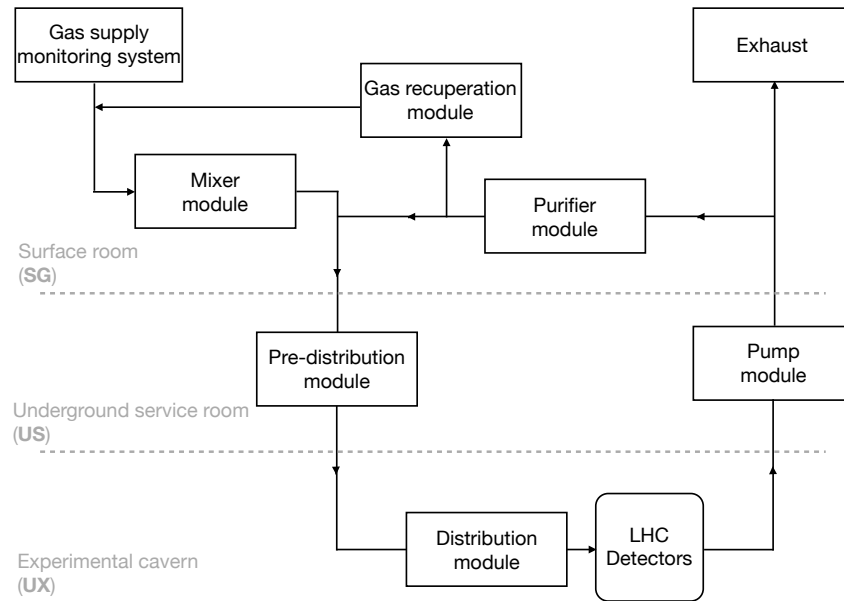 Gas supply
monitoring system
Exhaust
Gas recuperation
module
Mixer
module
Purifier
module
Surface room
(SG)
Pre-distribution
module
Pump
module
Underground service room
(US)
Distribution
module
LHC
Detectors
Experimental cavern
(UX)